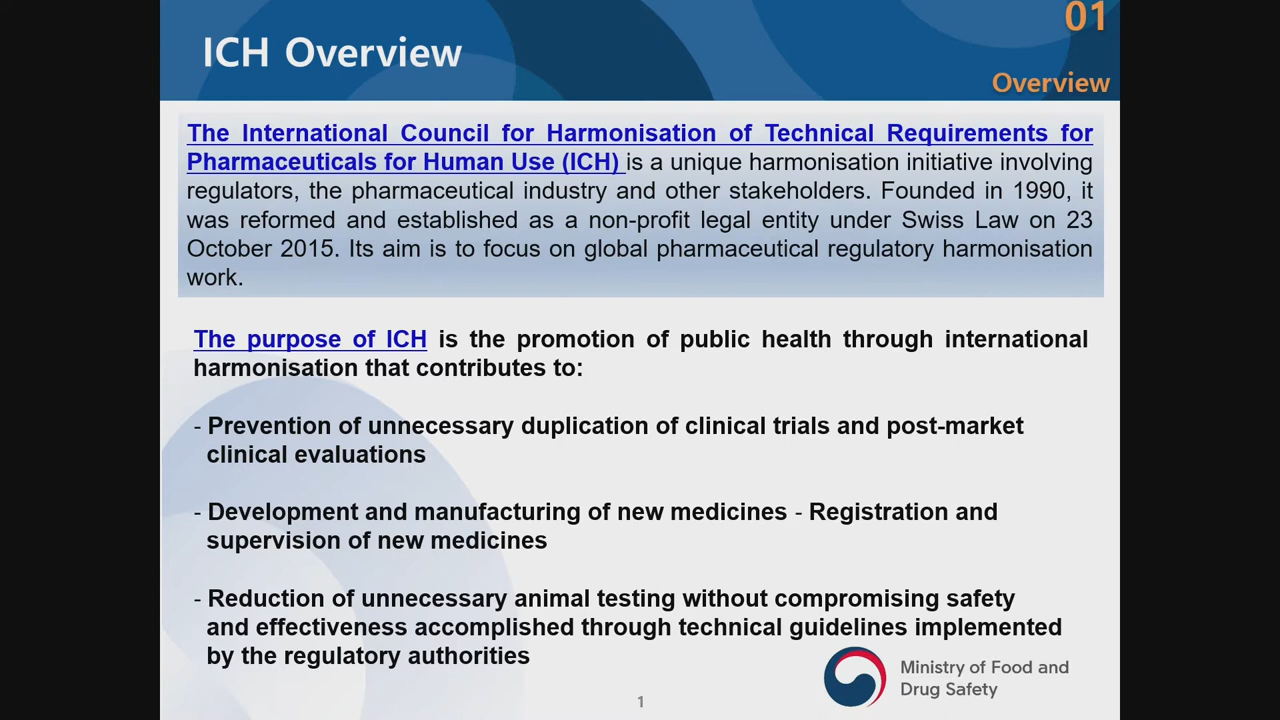 01
ICH Overview
Overview
The International Council for Harmonisation of Technical Requirements for
Pharmaceuticals for Human Use (ICH) is a unique harmonisation initiative involving
regulators, the pharmaceutical industry and other stakeholders. Founded in 1990, it
was reformed and established as a non-profit legal entity under Swiss Law on 23
October 2015. Its aim is to focus on global pharmaceutical regulatory harmonisation
work.
The purpose of ICH is the promotion of public health through international
harmonisation that contributes to:
- Prevention of unnecessary duplication of clinical trials and post-market
clinical evaluations
- Development and manufacturing of new medicines - Registration and
supervision of new medicines
- Reduction of unnecessary animal testing without compromising safety
and effectiveness accomplished through technical guidelines implemented
by the regulatory authorities
Ministry of Food and
Drug Safety
1